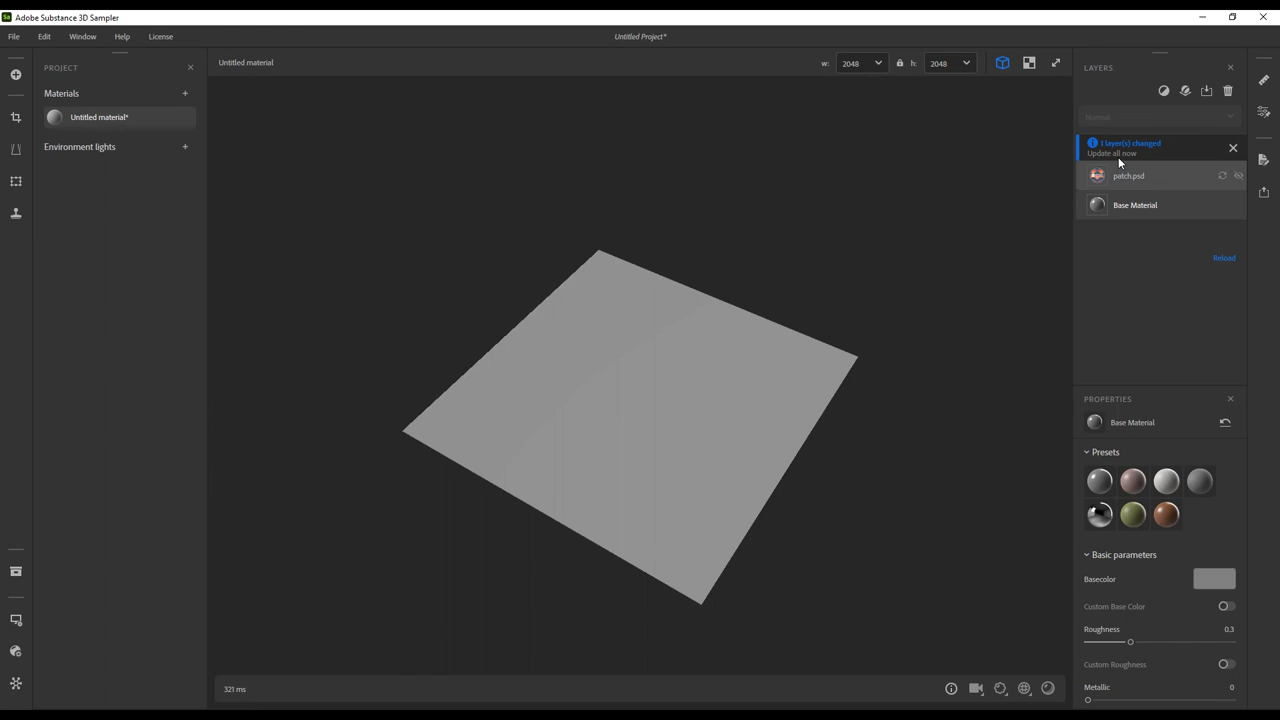 Sa Adobe Substance 3D Sampler
File Edit Window Help License Untitled Project*
PROJECT
Materials
Untitled material*
Environment lights
Untitled material w: 2048 h: 2048
321 ms
LAYERS
Normal
1 layer(s) changed
Update all now
patch.psd
Base Material
Reload
PROPERTIES
Base Material
Presets
Basic parameters
Basecolor
Custom Base Color
Roughness 0.3
Custom Roughness
Metallic 0